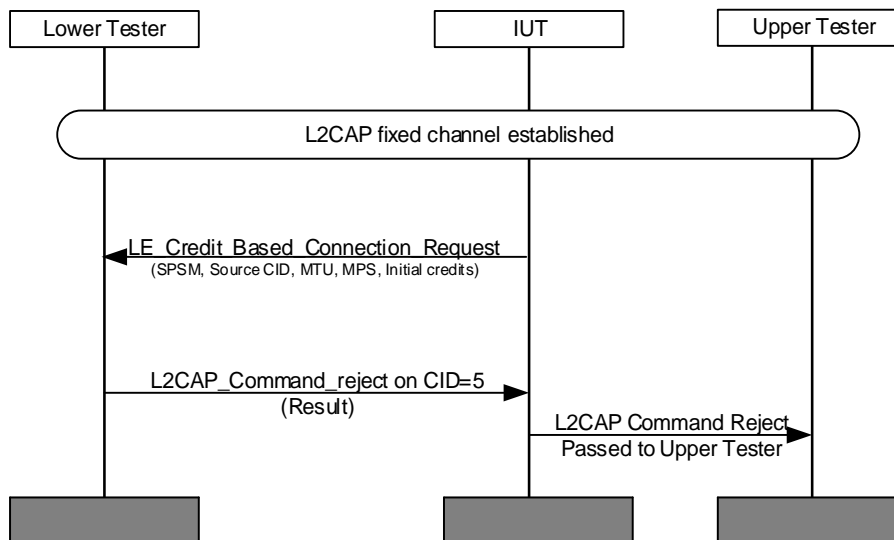 Lower Tester
IUT
Upper Tester
L2CAP fixed channel established
LE_Credit_Based_Connection_Request
(SPSM, Source CID, MTU, MPS, Initial credits)
L2CAP_Command_reject on CID=5
(Result)
L2CAP Command Reject
Passed to Upper Tester